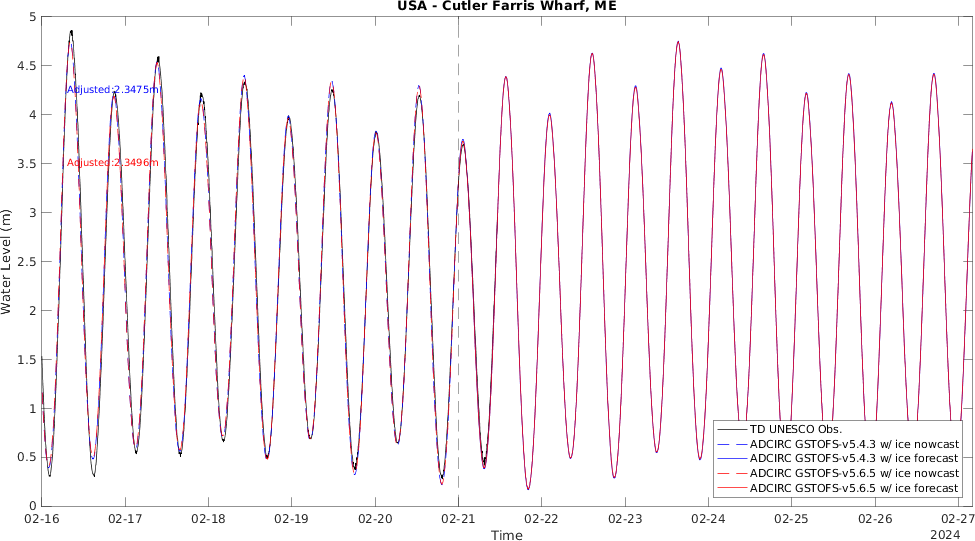 USA - Cutler Farris Wharf, ME
5
4.5
4
3.5
3
2.5
2
1.5
1
0.5
0
Water Level (m)
Adjusted:2.3475m
Adjusted:2.3496m
TD UNESCO Obs.
ADCIRC GSTOFS-v5.4.3 w/ ice nowcast
ADCIRC GSTOFS-v5.4.3 w/ ice forecast
ADCIRC GSTOFS-v5.6.5 w/ ice nowcast
ADCIRC GSTOFS-v5.6.5 w/ ice forecast
02-16 02-17 02-18 02-19 02-20 02-21 02-22 02-23 02-24 02-25 02-26 02-27
Time
2024